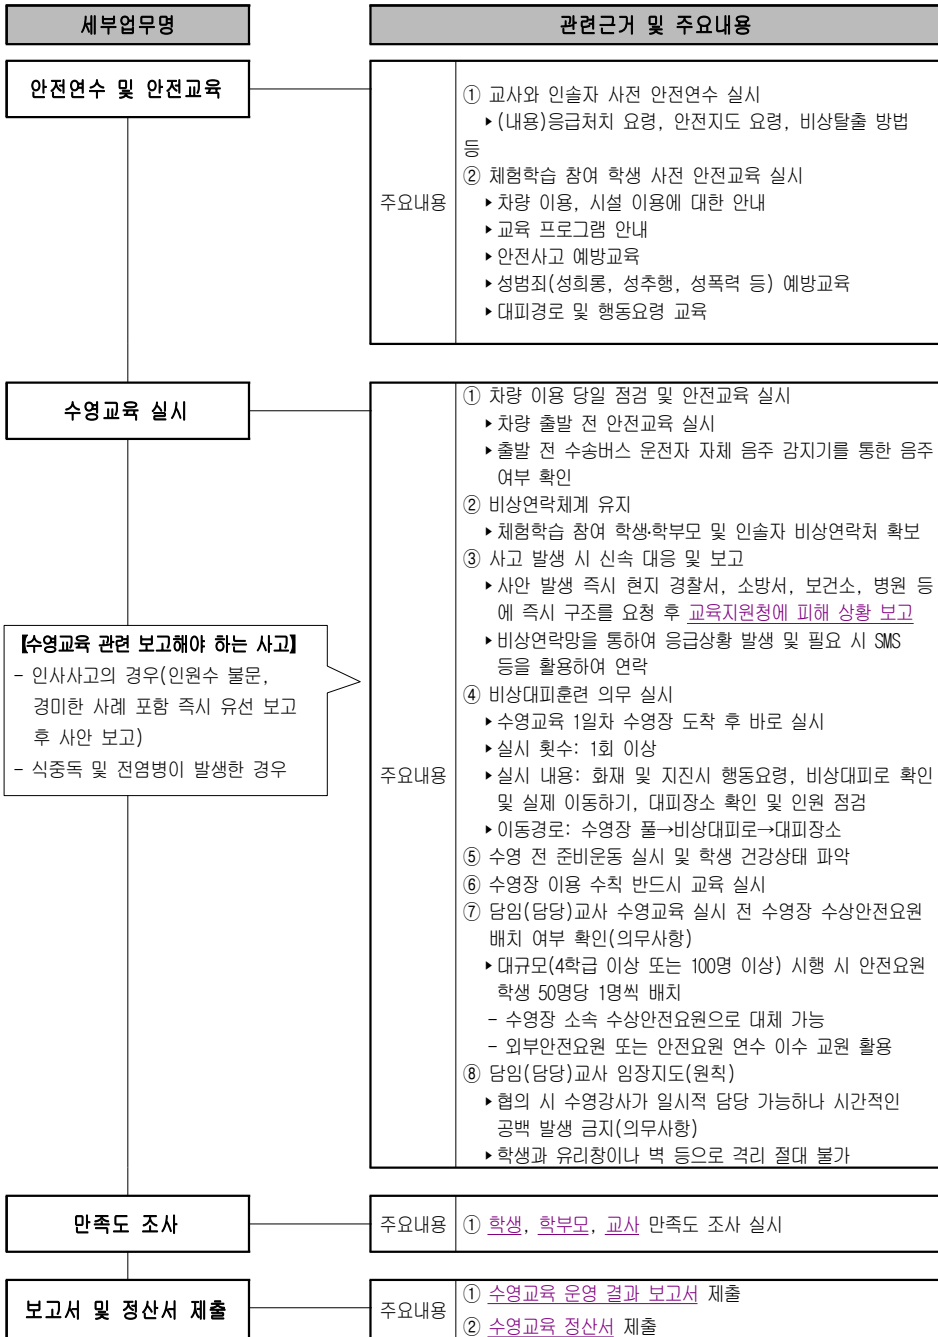 세부업무명
관련근거 및 주요내용
안전연수 및 안전교육
주요내용
① 교사와 인솔자 사전 안전연수 실시
▶(내용)응급처치 요령, 안전지도 요령, 비상탈출 방법
등
② 체험학습 참여 학생 사전 안전교육 실시
▶차량 이용, 시설 이용에 대한 안내
▶교육 프로그램 안내
▶안전사고 예방교육
▶성범죄(성희롱, 성추행, 성폭력 등) 예방교육
▶대피경로 및 행동요령 교육
수영교육 실시
【수영교육 관련 보고해야 하는 사고】
- 인사사고의 경우(인원수 불문,
경미한 사례 포함 즉시 유선 보고
후 사안 보고)
- 식중독 및 전염병이 발생한 경우
주요내용
① 차량 이용 당일 점검 및 안전교육 실시
▶차량 출발 전 안전교육 실시
▶출발 전 수송버스 운전자 자체 음주 감지기를 통한 음주
여부 확인
② 비상연락체계 유지
▶체험학습 참여 학생·학부모 및 인솔자 비상연락처 확보
③ 사고 발생 시 신속 대응 및 보고
▶사안 발생 즉시 현지 경찰서, 소방서, 보건소, 병원 등
에 즉시 구조를 요청 후 교육지원청에 피해 상황 보고
▶비상연락망을 통하여 응급상황 발생 및 필요 시 SMS
등을 활용하여 연락
④ 비상대피훈련 의무 실시
▶수영교육 1일차 수영장 도착 후 바로 실시
▶실시 횟수: 1회 이상
▶실시 내용: 화재 및 지진시 행동요령, 비상대피로 확인
및 실제 이동하기, 대피장소 확인 및 인원 점검
▶이동경로: 수영장 풀→비상대피로→대피장소
⑤ 수영 전 준비운동 실시 및 학생 건강상태 파악
⑥ 수영장 이용 수칙 반드시 교육 실시
⑦ 담임(담당)교사 수영교육 실시 전 수영장 수상안전요원
배치 여부 확인(의무사항)
▶대규모(4학급 이상 또는 100명 이상) 시행 시 안전요원
학생 50명당 1명씩 배치
- 수영장 소속 수상안전요원으로 대체 가능
- 외부안전요원 또는 안전요원 연수 이수 교원 활용
⑧ 담임(담당)교사 임장지도(원칙)
▶협의 시 수영강사가 일시적 담당 가능하나 시간적인
공백 발생 금지(의무사항)
▶학생과 유리창이나 벽 등으로 격리 절대 불가
만족도 조사
주요내용
① 학생, 학부모, 교사 만족도 조사 실시
보고서 및 정산서 제출
주요내용
① 수영교육 운영 결과 보고서 제출
② 수영교육 정산서 제출